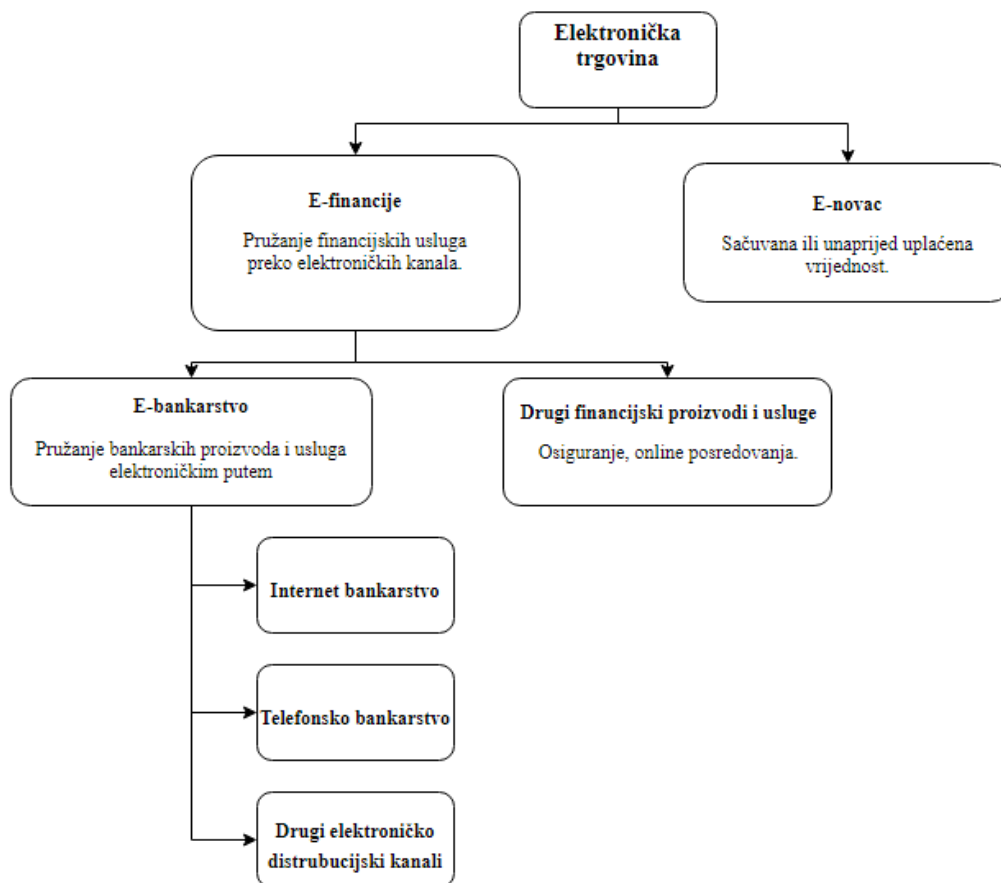 Elektronička
trgovina
E-financije
Pružanje financijskih usluga
preko elektroničkih kanala.
E-novac
Sačuvana ili unaprijed uplaćena
vrijednost.
E-bankarstvo
Pružanje bankarskih proizvoda i usluga
elektroničkim putem
Drugi financijski proizvodi i usluge
Osiguranje, online posredovanja.
Internet bankarstvo
Telefonsko bankarstvo
Drugi elektroničko
distrubucijski kanali